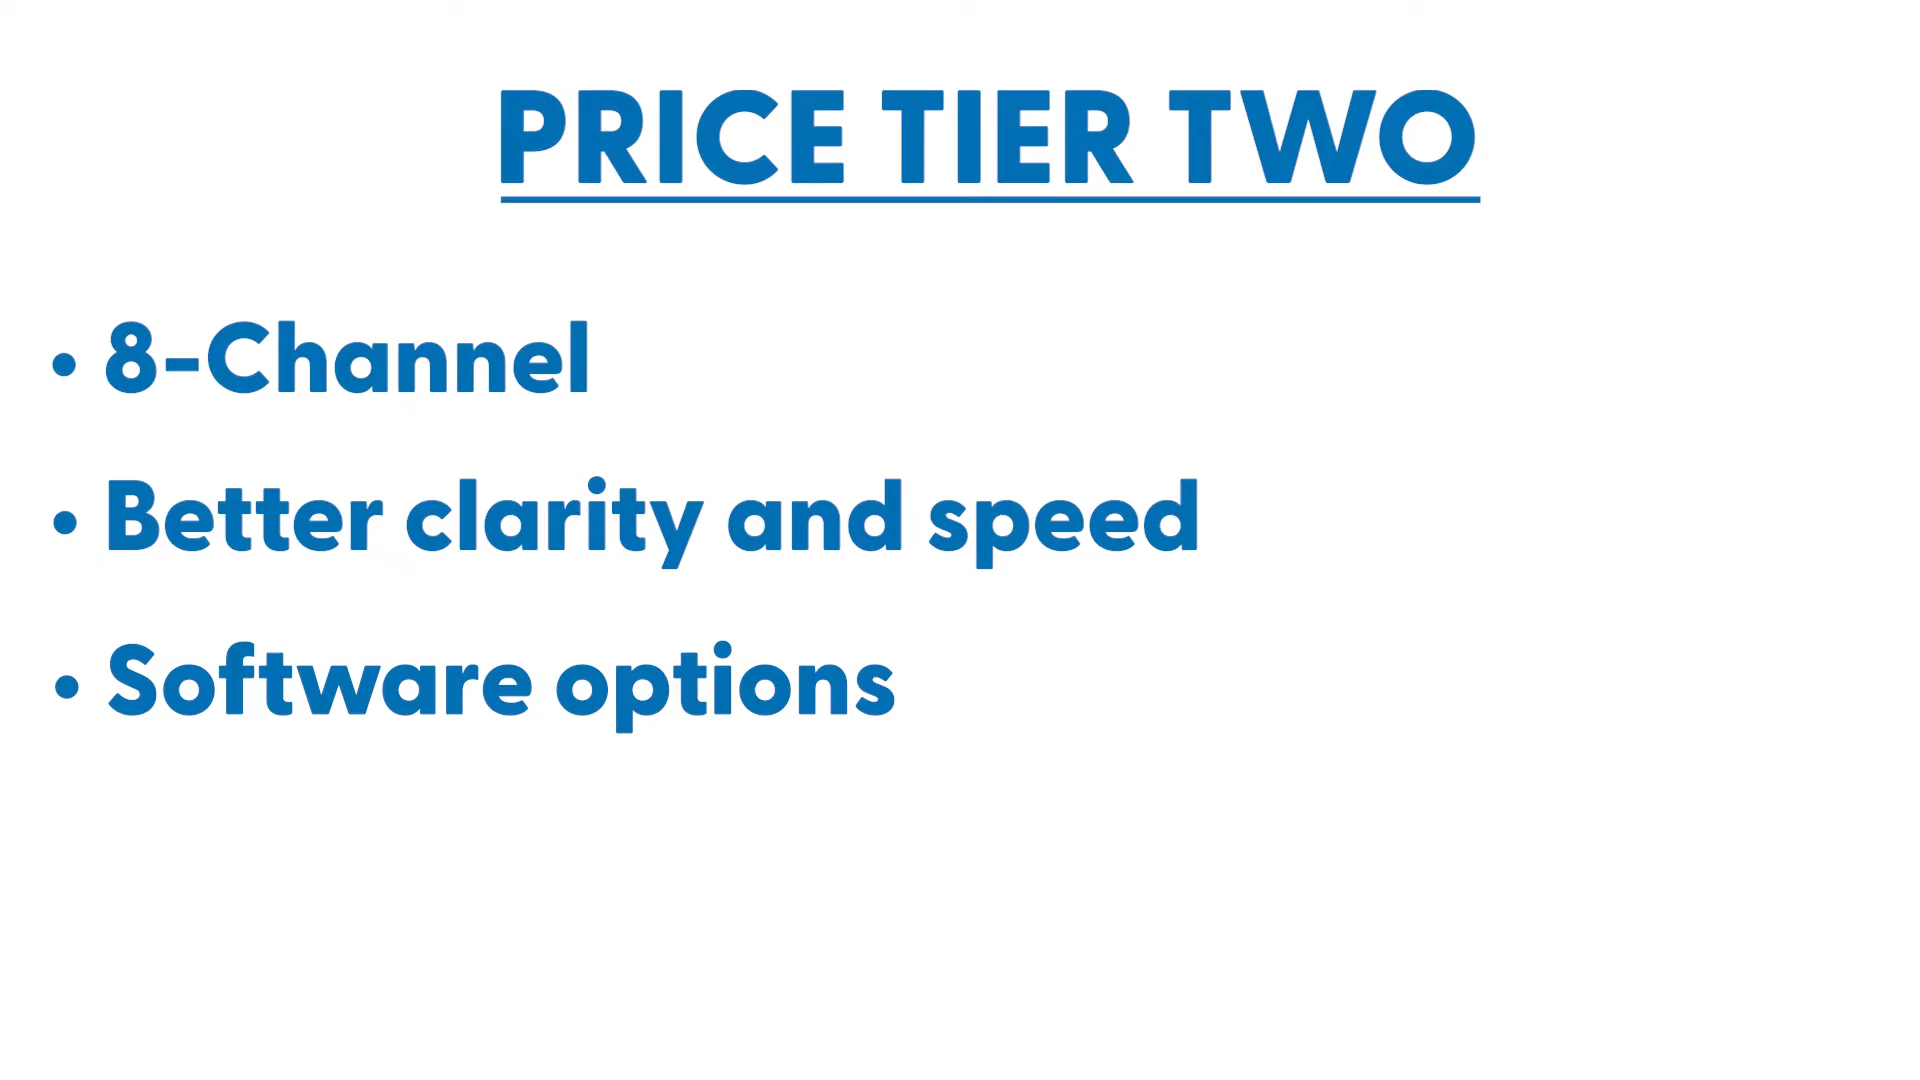 PRICE TIER TWO
• 8-Channel
• Better clarity and speed
• Software options